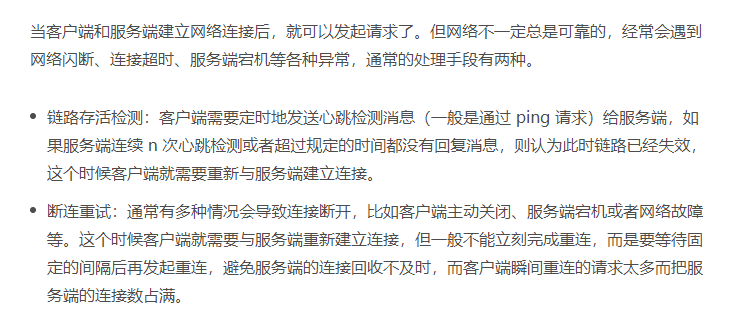 当客户端和服务端建立网络连接后，就可以发起请求了。但网络不一定总是可靠的，经常会遇到
网络闪断、连接超时、服务端宕机等各种异常，通常的处理手段有两种。
链路存活检测：客户端需要定时地发送心跳检测消息（一般是通过 ping 请求）给服务端，如
果服务端连续 n 次心跳检测或者超过规定的时间都没有回复消息，则认为此时链路已经失效，
这个时候客户端就需要重新与服务端建立连接。
断连重试：通常有多种情况会导致连接断开，比如客户端主动关闭、服务端宕机或者网络故障
等。这个时候客户端就需要与服务端重新建立连接，但一般不能立刻完成重连，而是要等待固
定的间隔后再发起重连，避免服务端的连接回收不及时，而客户端瞬间重连的请求太多而把服
务端的连接数占满。